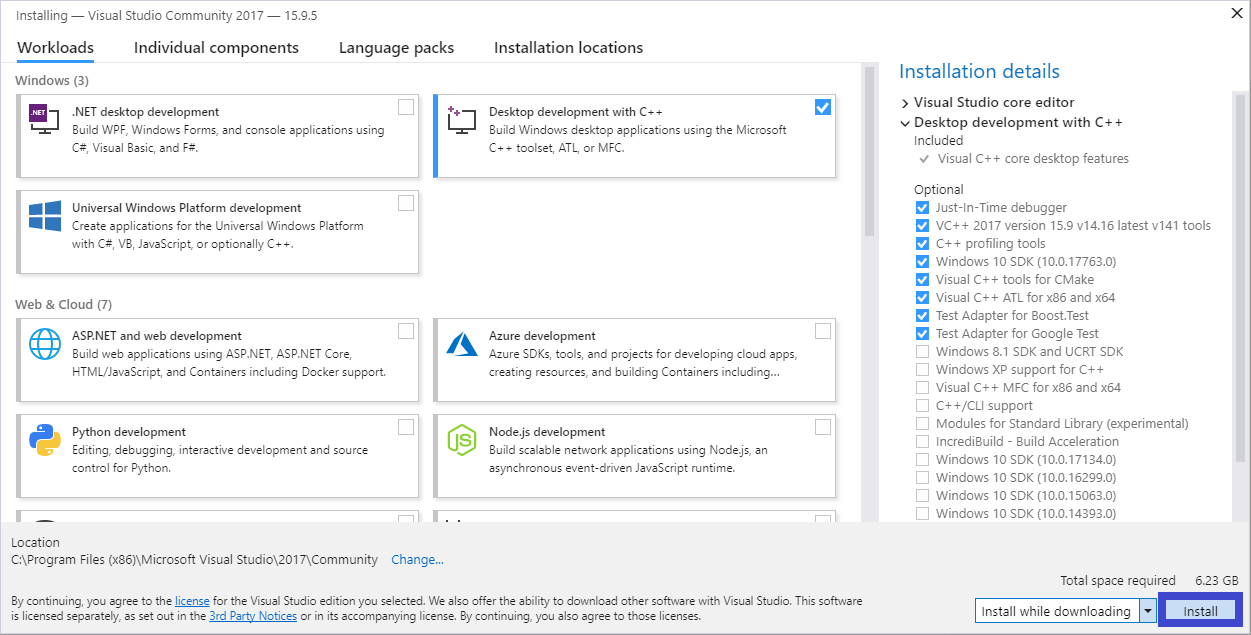 Installing — Visual Studio Community 2017 — 15.9.5
Workloads
Individual components
Language packs
Installation locations
Windows (3)
.NET
.NET desktop development
Build WPF, Windows Forms, and console applications using
C#, Visual Basic, and F#.
Desktop development with C++
Build Windows desktop applications using the Microsoft
C++ toolset, ATL, or MFC.
Universal Windows Platform development
Create applications for the Universal Windows Platform
with C#, VB, JavaScript, or optionally C++.
Web & Cloud (7)
ASP.NET and web development
Build web applications using ASP.NET, ASP.NET Core,
HTML/JavaScript, and Containers including Docker support.
Azure development
Azure SDKs, tools, and projects for developing cloud apps,
creating resources, and building Containers including...
Python development
Editing, debugging, interactive development and source
control for Python.
JS
Node.js development
Build scalable network applications using Node.js, an
asynchronous event-driven JavaScript runtime.
Installation details
Visual Studio core editor
Desktop development with C++
Included
Visual C++ core desktop features
Optional
Just-In-Time debugger
VC++ 2017 version 15.9 v14.16 latest v141 tools
C++ profiling tools
Windows 10 SDK (10.0.17763.0)
Visual C++ tools for CMake
Visual C++ ATL for x86 and x64
Test Adapter for Boost.Test
Test Adapter for Google Test
Windows 8.1 SDK and UCRT SDK
Windows XP support for C++
Visual C++ MFC for x86 and x64
C++/CLI support
Modules for Standard Library (experimental)
IncrediBuild - Build Acceleration
Windows 10 SDK (10.0.17134.0)
Windows 10 SDK (10.0.16299.0)
Windows 10 SDK (10.0.15063.0)
Windows 10 SDK (10.0.14393.0)
Location
C:\Program Files (x86)\Microsoft Visual Studio\2017\Community Change...
Total space required 6.23 GB
By continuing, you agree to the license for the Visual Studio edition you selected. We also offer the ability to download other software with Visual Studio. This software
is licensed separately, as set out in the 3rd Party Notices or in its accompanying license. By continuing, you also agree to those licenses.
Install while downloading
Install